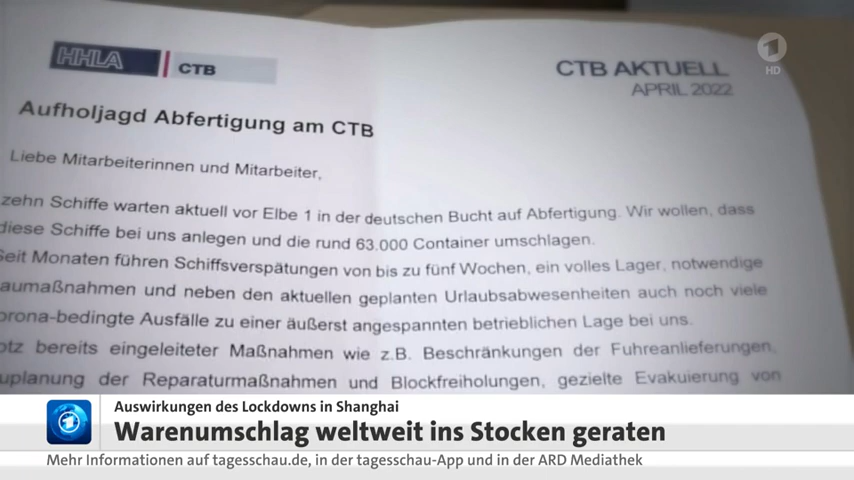 HHLA CTB
CTB AKTUELL
APRIL 2022
1
HD
Aufholjagd Abfertigung am CTB
Liebe Mitarbeiterinnen und Mitarbeiter,
zehn Schiffe warten aktuell vor Elbe 1 in der deutschen Bucht auf Abfertigung. Wir wollen, dass
diese Schiffe bei uns anlegen und die rund 63.000 Container umschlagen.
Seit Monaten führen Schiffsverspätungen von bis zu fünf Wochen, ein volles Lager, notwendige
aumaßnahmen und neben den aktuellen geplanten Urlaubsabwesenheiten auch noch viele
orona-bedingte Ausfälle zu einer äußerst angespannten betrieblichen Lage bei uns.
otz bereits eingeleiteter Maßnahmen wie z.B. Beschränkungen der Fuhreanlieferungen,
uplanung der Reparaturmaßnahmen und Blockfreiholungen, gezielte Evakuierung von
Auswirkungen des Lockdowns in Shanghai
Warenumschlag weltweit ins Stocken geraten
Mehr Informationen auf tagesschau.de, in der tagesschau-App und in der ARD Mediathek